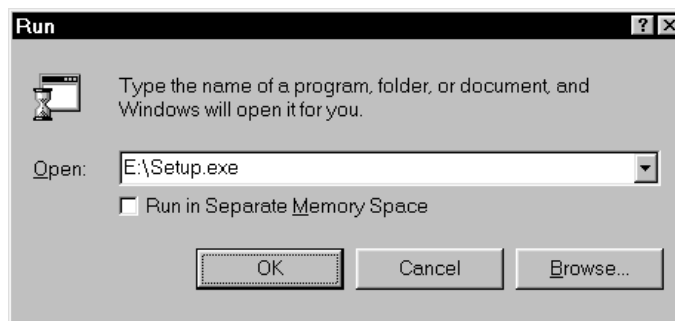 Run
Type the name of a program, folder, or document, and
Windows will open it for you.
Open: E:\Setup.exe
Run in Separate Memory Space
OK Cancel Browse...